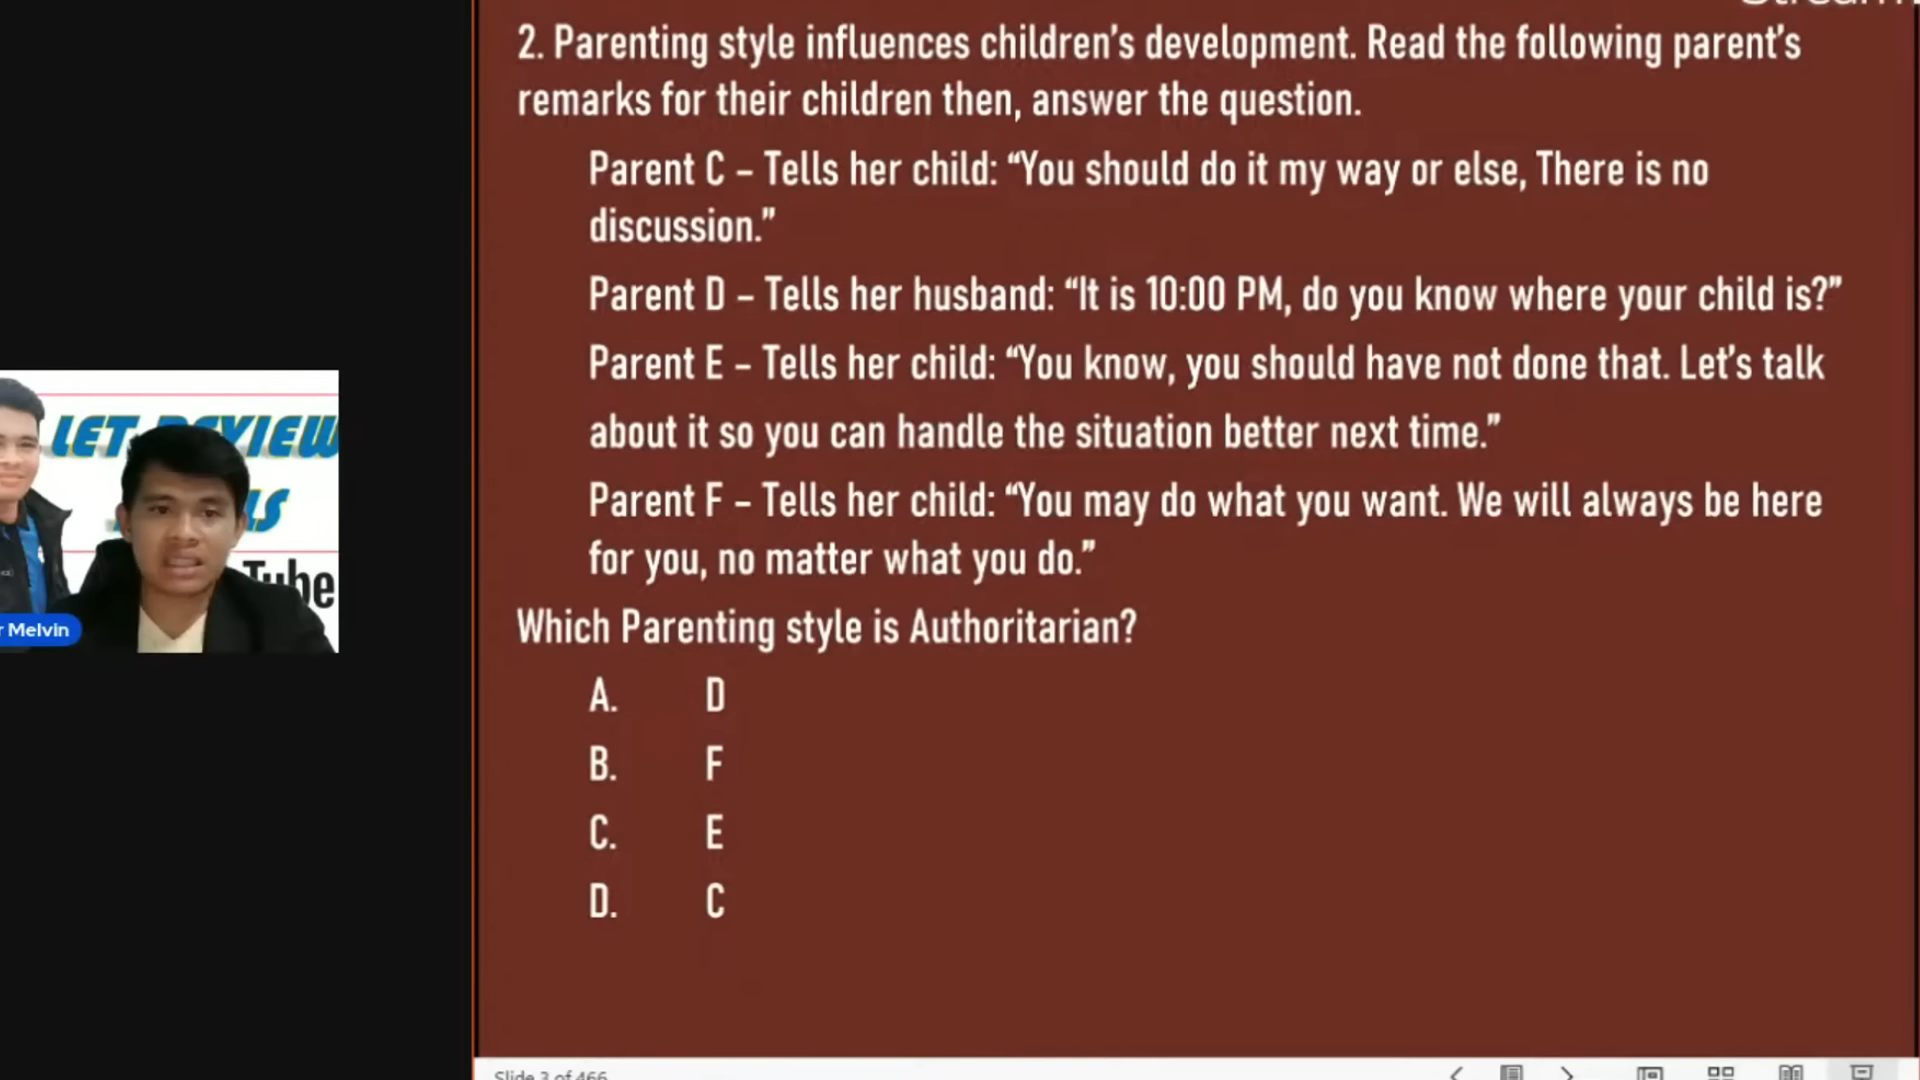 2. Parenting style influences children's development. Read the following parent's
remarks for their children then, answer the question.
Parent C – Tells her child: “You should do it my way or else, There is no
discussion.”
Parent D – Tells her husband: “It is 10:00 PM, do you know where your child is?”
Parent E – Tells her child: “You know, you should have not done that. Let's talk
about it so you can handle the situation better next time.”
Parent F – Tells her child: “You may do what you want. We will always be here
for you, no matter what you do.”
Which Parenting style is Authoritarian?
A. D
B. F
C. E
D. C
LET REVIEW
Tube
r Melvin
Slide 3 of 466